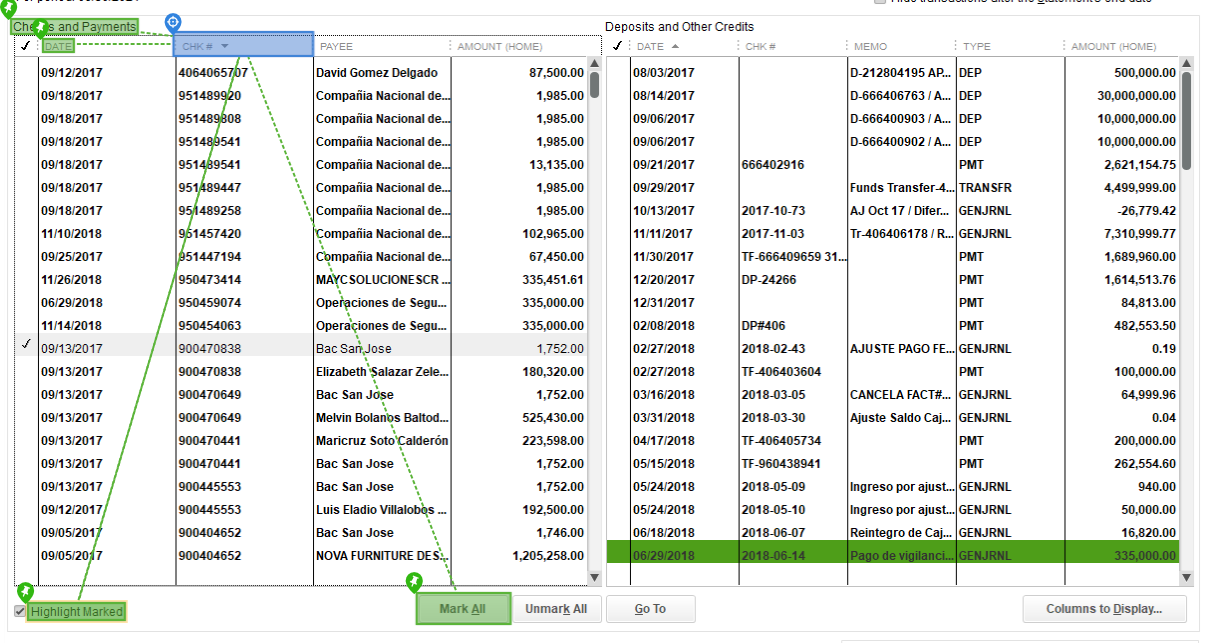 Checks and Payments
✓ DATE CHK # PAYEE AMOUNT (HOME)
09/12/2017 4064065707 David Gomez Delgado 87,500.00
09/18/2017 951489920 Compañia Nacional de... 1,985.00
09/18/2017 951489808 Compañia Nacional de... 1,985.00
09/18/2017 951489541 Compañia Nacional de... 1,985.00
09/18/2017 951489541 Compañia Nacional de... 13,135.00
09/18/2017 951489447 Compañia Nacional de... 1,985.00
09/18/2017 951489258 Compañia Nacional de... 1,985.00
11/10/2018 951457420 Compañia Nacional de... 102,965.00
09/25/2017 951447194 Compañia Nacional de... 67,450.00
11/26/2018 950473414 MAYCSOLUCIONESCR ... 335,451.61
06/29/2018 950459074 Operaciones de Segu... 335,000.00
11/14/2018 950454063 Operaciones de Segu... 335,000.00
✓ 09/13/2017 900470838 Bac San Jose 1,752.00
09/13/2017 900470838 Elizabeth Salazar Zele... 180,320.00
09/13/2017 900470649 Bac San Jose 1,752.00
09/13/2017 900470649 Melvin Bolanos Baltod... 525,430.00
09/13/2017 900470441 Maricruz Soto Calderón 223,598.00
09/13/2017 900470441 Bac San Jose 1,752.00
09/13/2017 900445553 Bac San Jose 1,752.00
09/12/2017 900445553 Luis Eladio Villalobos ... 192,500.00
09/05/2017 900404652 Bac San Jose 1,746.00
09/05/2017 900404652 NOVA FURNITURE DES... 1,205,258.00
Highlight Marked
Mark All
Unmark All
Deposits and Other Credits
✓ DATE CHK # MEMO TYPE AMOUNT (HOME)
08/03/2017 D-212804195 AP... DEP 500,000.00
08/14/2017 D-666406763 / A... DEP 30,000,000.00
09/06/2017 D-666400903 / A... DEP 10,000,000.00
09/06/2017 D-666400902 / A... DEP 10,000,000.00
09/21/2017 666402916 PMT 2,621,154.75
09/29/2017 Funds Transfer-4... TRANSFR 4,499,999.00
10/13/2017 2017-10-73 AJ Oct 17 / Difer... GENJRNL -26,779.42
11/11/2017 2017-11-03 Tr-406406178 / R... GENJRNL 7,310,999.77
11/30/2017 TF-666409659 31... PMT 1,689,960.00
12/20/2017 DP-24266 PMT 1,614,513.76
12/31/2017 PMT 84,813.00
02/08/2018 DP#406 PMT 482,553.50
02/27/2018 2018-02-43 AJUSTE PAGO FE... GENJRNL 0.19
02/27/2018 TF-406403604 PMT 100,000.00
03/16/2018 2018-03-05 CANCELA FACT#... GENJRNL 64,999.96
03/31/2018 2018-03-30 Ajuste Saldo Caj... GENJRNL 0.04
04/17/2018 TF-406405734 PMT 200,000.00
05/15/2018 TF-960438941 PMT 262,554.60
05/24/2018 2018-05-09 Ingreso por ajust... GENJRNL 940.00
05/24/2018 2018-05-10 Ingreso por ajust... GENJRNL 50,000.00
06/18/2018 2018-06-07 Reintegro de Caj... GENJRNL 16,820.00
06/29/2018 2018-06-14 Pago de vigilanci... GENJRNL 335,000.00
Go To
Columns to Display...